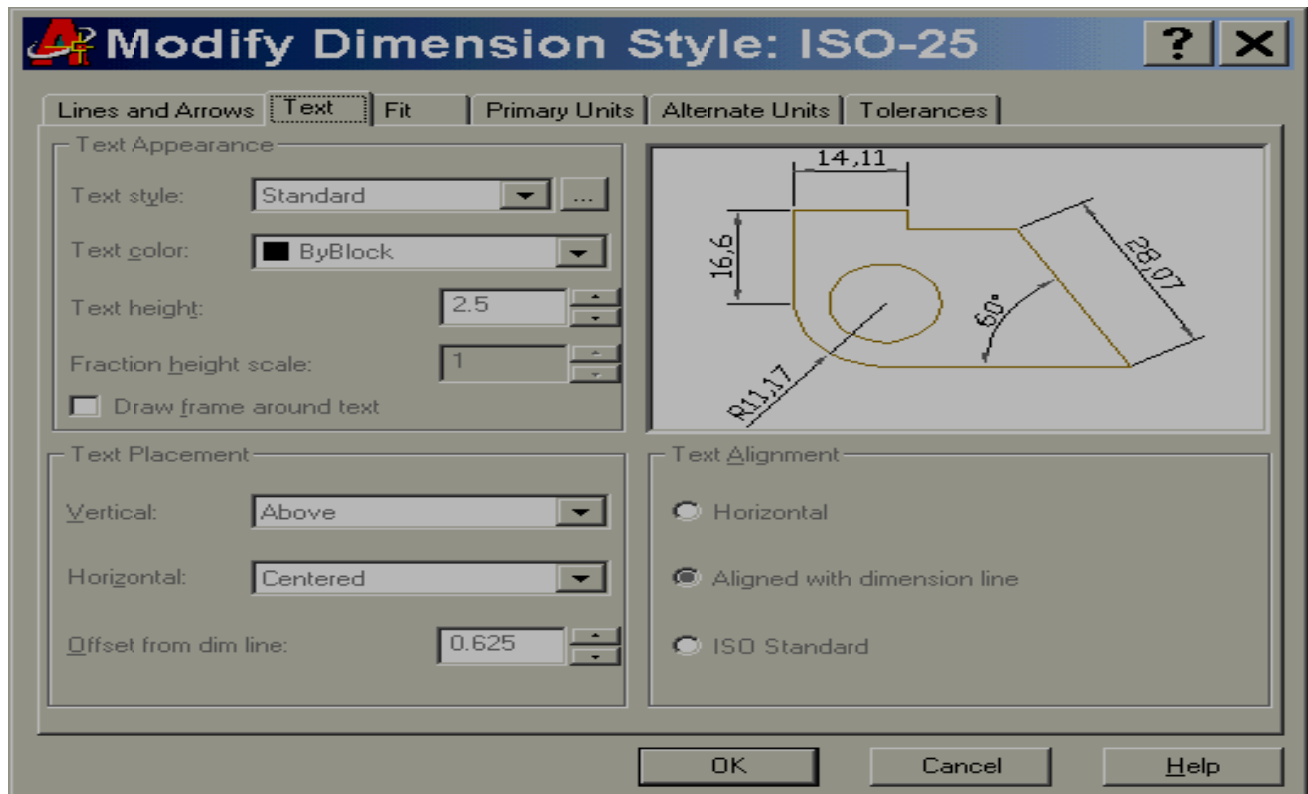 Modify Dimension Style: ISO-25 ? X
Lines and Arrows Text Fit Primary Units Alternate Units Tolerances
Text Appearance
Text style: Standard ...
Text color: ByBlock
Text height: 2.5
Fraction height scale: 1
Draw frame around text
14,11
16,6
28,07
60°
R11,17
Text Placement
Vertical: Above
Horizontal: Centered
Offset from dim line: 0.625
Text Alignment
Horizontal
Aligned with dimension line
ISO Standard
OK Cancel Help